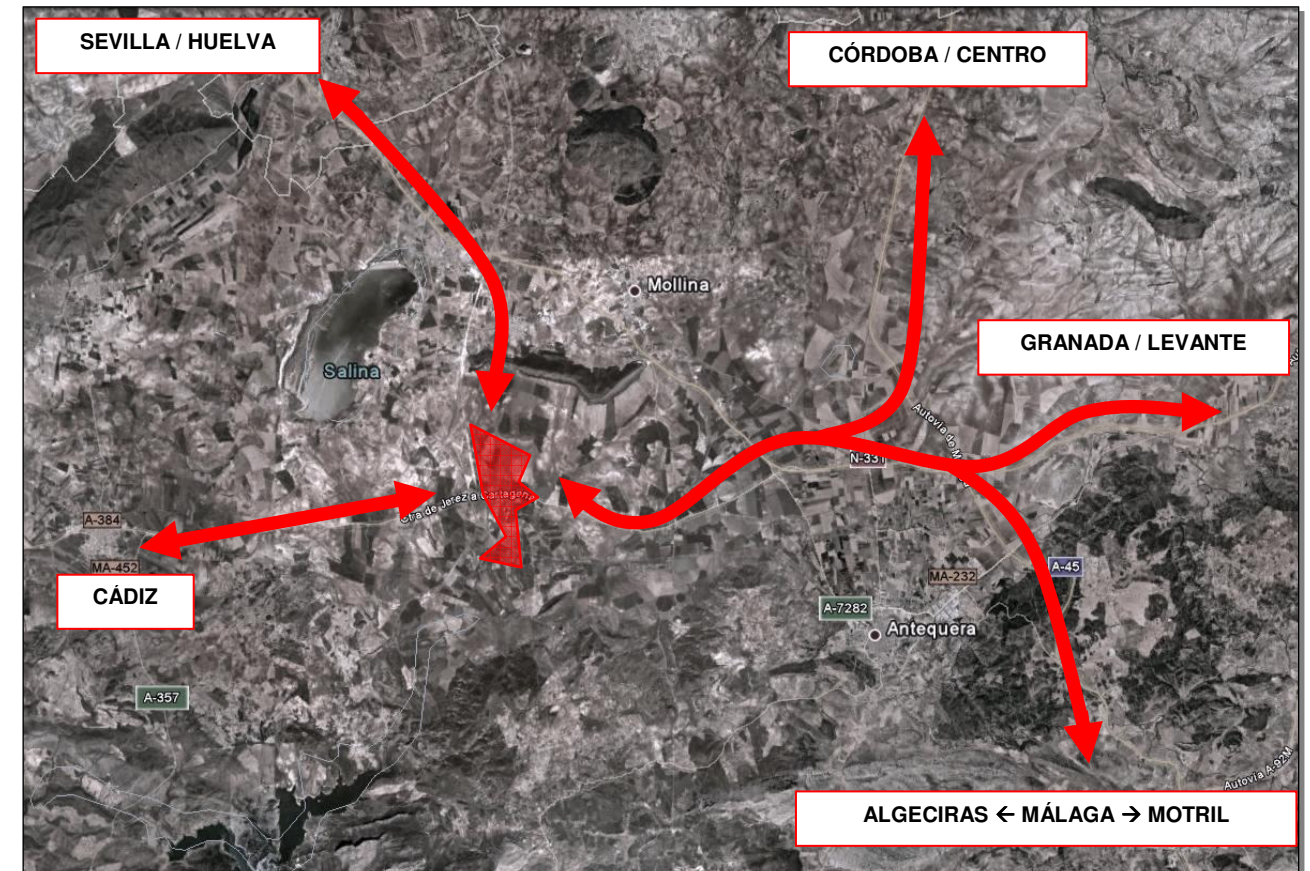 SEVILLA / HUELVA
CÓRDOBA / CENTRO
Mollina
GRANADA / LEVANTE
Salina
Autovía de M
N-331
Ctra de Jerez a Cartagena
A-384
MA-452
CÁDIZ
A-45
MA-232
A-7282
Antequera
A-357
Autovía A-92M
ALGECIRAS ← MÁLAGA → MOTRIL